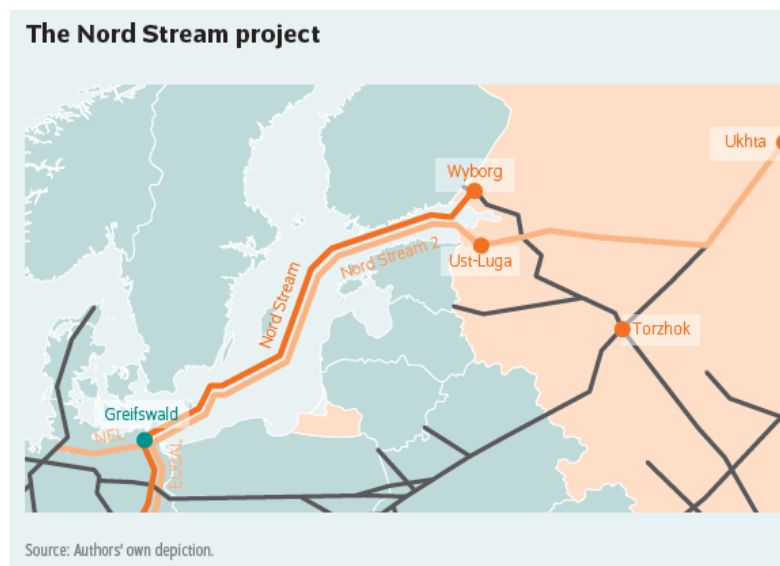 The Nord Stream project
Ukhta
Wyborg
Nord Stream 2
Ust-Luga
Nord Stream
Torzhok
Greifswald
NEL
EUGAL
Source: Authors' own depiction.